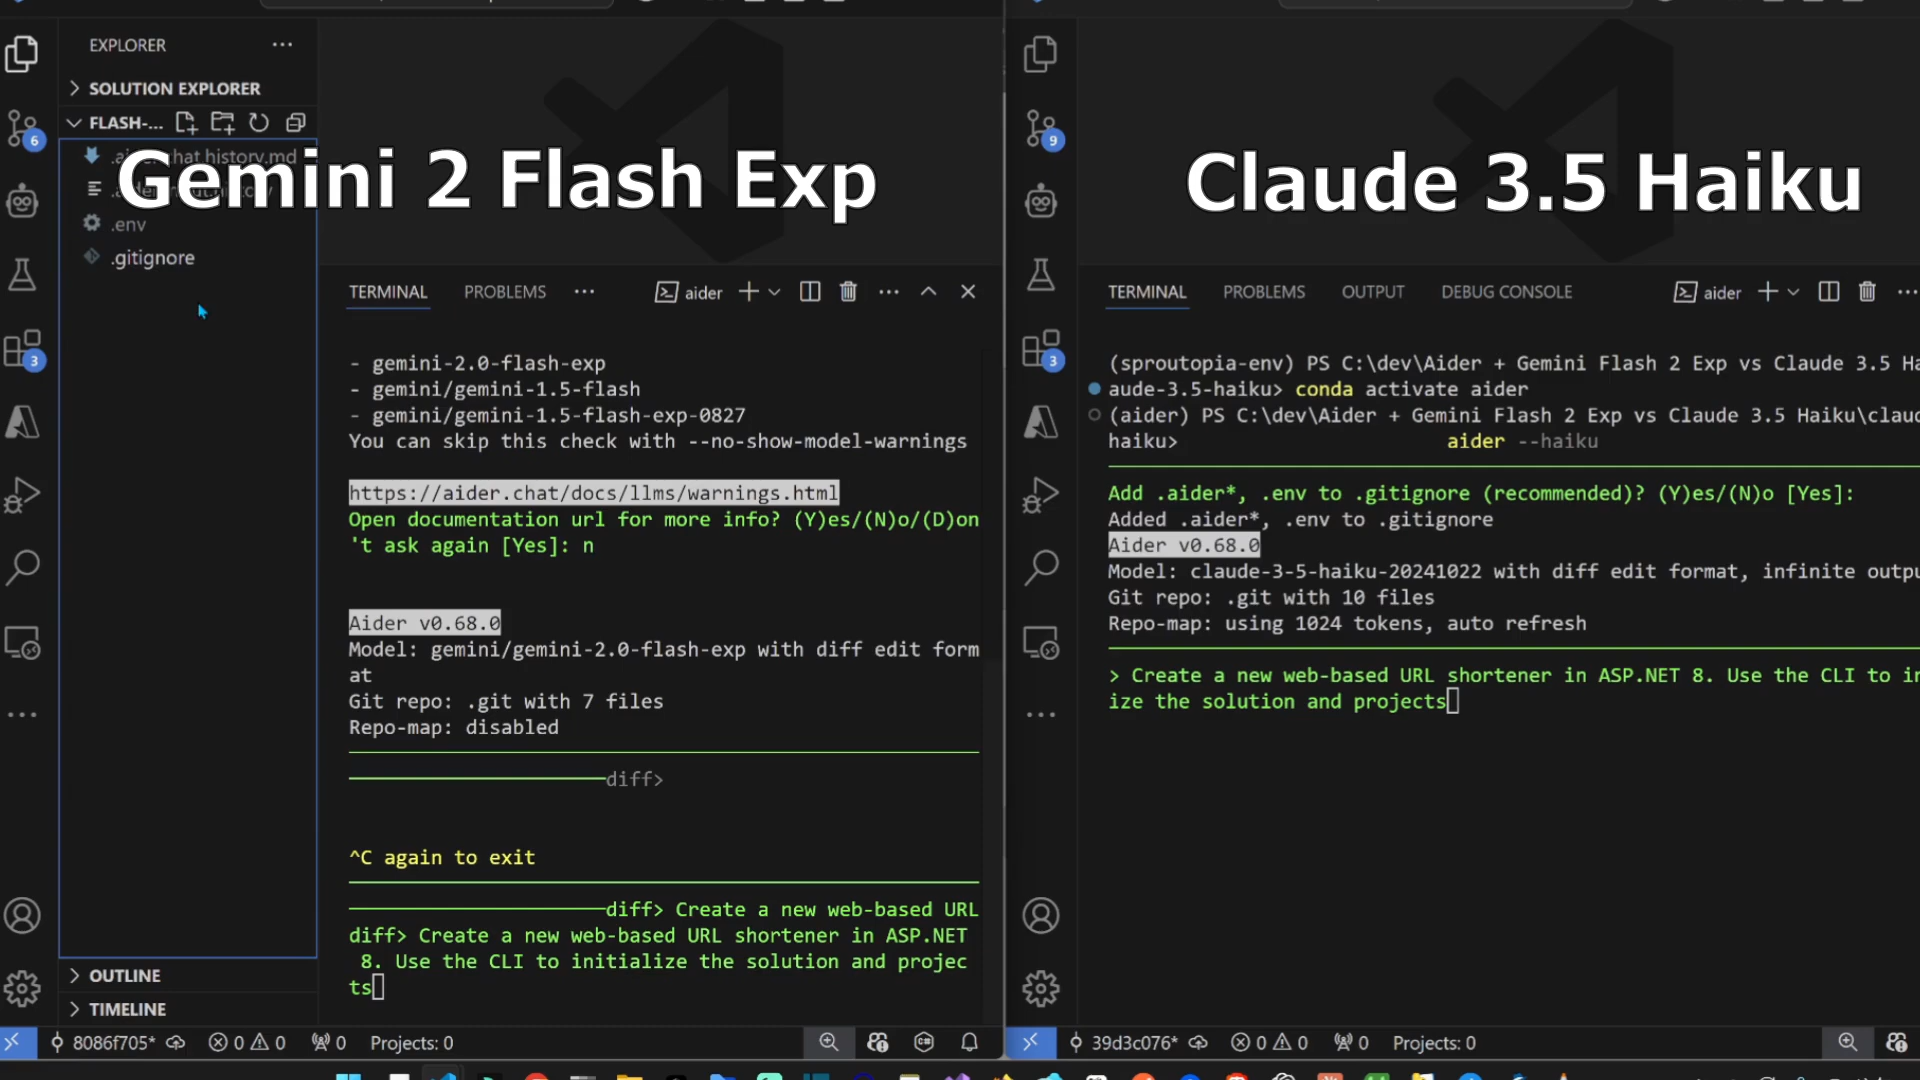 EXPLORER
SOLUTION EXPLORER
FLASH-...
.aider.chat.history.md
.env
.gitignore
OUTLINE
TIMELINE
6
3
Gemini 2 Flash Exp
TERMINAL PROBLEMS
aider
- gemini-2.0-flash-exp
- gemini/gemini-1.5-flash
- gemini/gemini-1.5-flash-exp-0827
You can skip this check with --no-show-model-warnings
https://aider.chat/docs/llms/warnings.html
Open documentation url for more info? (Y)es/(N)o/(D)on
't ask again [Yes]: n
Aider v0.68.0
Model: gemini/gemini-2.0-flash-exp with diff edit form
at
Git repo: .git with 7 files
Repo-map: disabled
diff>
^C again to exit
diff> Create a new web-based URL
diff> Create a new web-based URL shortener in ASP.NET
8. Use the CLI to initialize the solution and projec
ts
8086f705* 0 0 0 Projects: 0
9
3
Claude 3.5 Haiku
TERMINAL PROBLEMS OUTPUT DEBUG CONSOLE
aider
(sproutopia-env) PS C:\dev\Aider + Gemini Flash 2 Exp vs Claude 3.5 Ha
aude-3.5-haiku> conda activate aider
(aider) PS C:\dev\Aider + Gemini Flash 2 Exp vs Claude 3.5 Haiku\claud
haiku> aider --haiku
Add .aider*, .env to .gitignore (recommended)? (Y)es/(N)o [Yes]:
Added .aider*, .env to .gitignore
Aider v0.68.0
Model: claude-3-5-haiku-20241022 with diff edit format, infinite outpu
Git repo: .git with 10 files
Repo-map: using 1024 tokens, auto refresh
> Create a new web-based URL shortener in ASP.NET 8. Use the CLI to in
ize the solution and projects
39d3c076* 0 0 0 Projects: 0